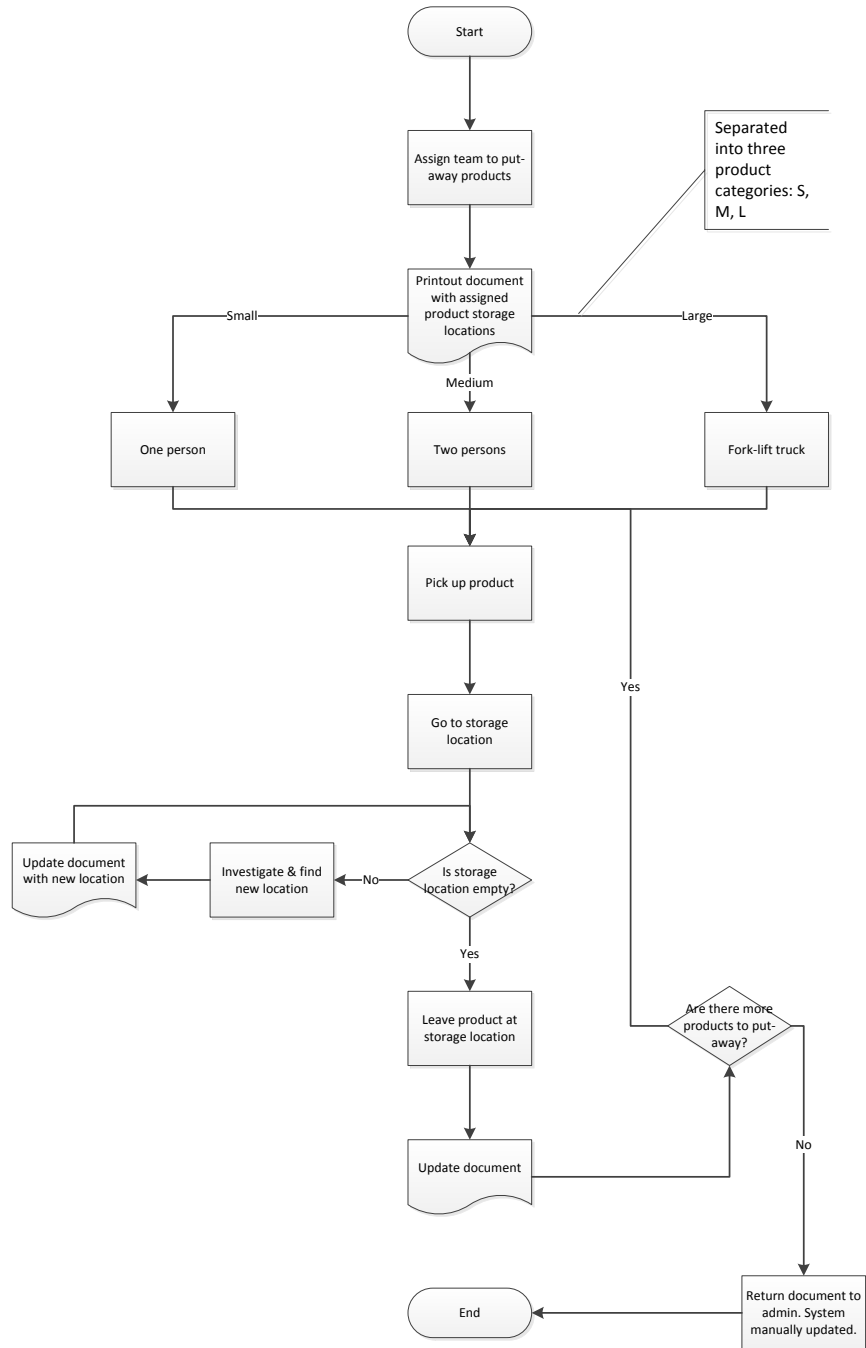 Start
Assign team to put-
away products
Separated
into three
product
categories: S,
M, L
Printout document
with assigned
product storage
locations
Small
Large
Medium
One person
Two persons
Fork-lift truck
Pick up product
Yes
Go to storage
location
Update document
with new location
Investigate & find
new location
No
Is storage
location empty?
Yes
Leave product at
storage location
Are there more
products to put-
away?
Update document
No
Return document to
admin. System
manually updated.
End